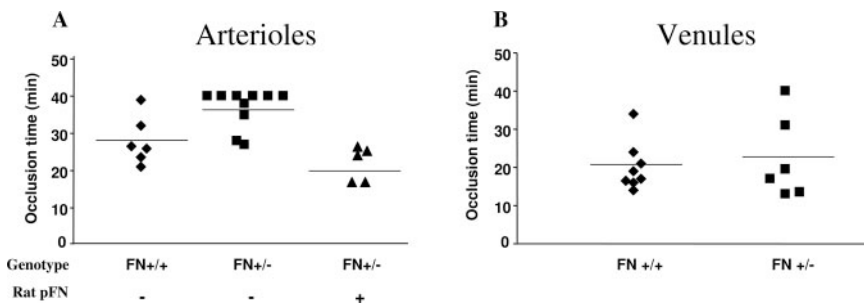 A
Arterioles
Occlusion time (min)
50
40
30
20
10
0
Genotype FN+/+ FN+/- FN+/-
Rat pFN - - +
B
Venules
Occlusion time (min)
50
40
30
20
10
0
FN +/+ FN +/-